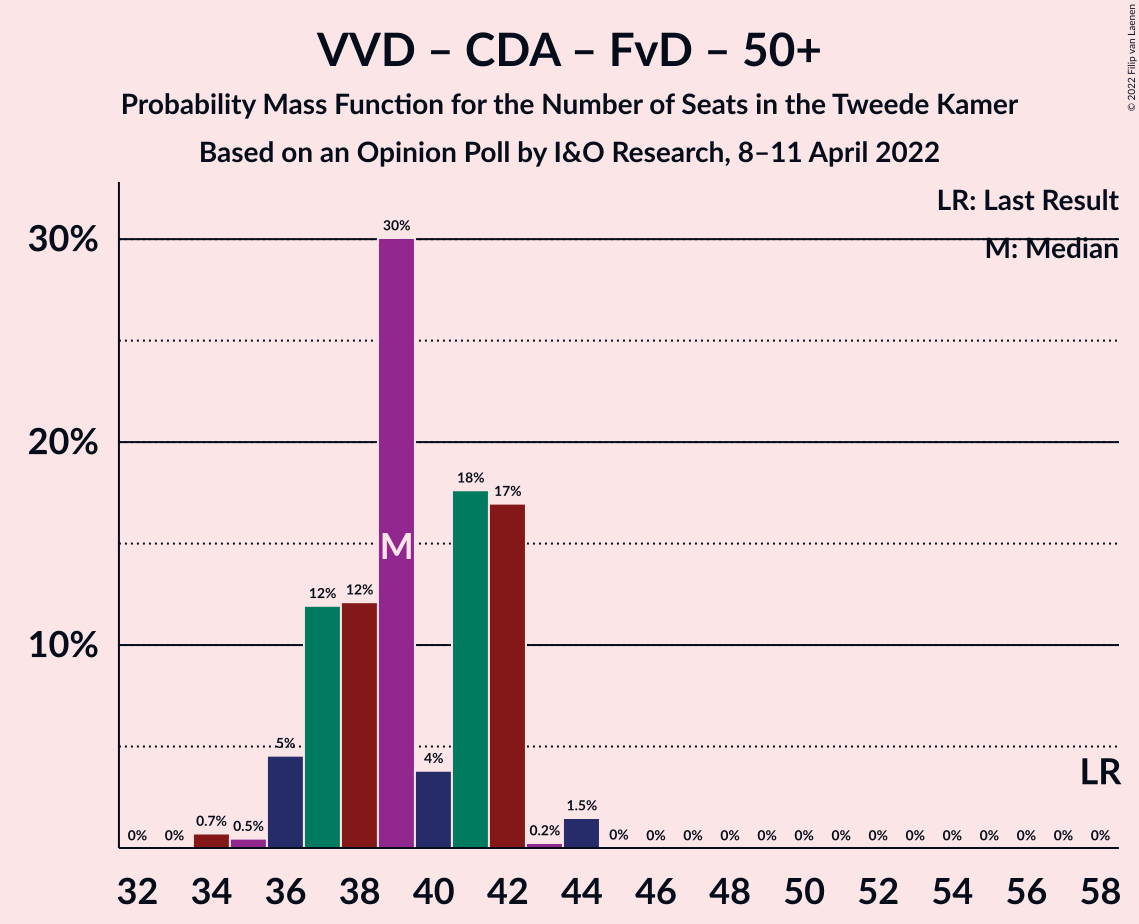 VVD – CDA – FvD – 50+
Probability Mass Function for the Number of Seats in the Tweede Kamer
Based on an Opinion Poll by I&O Research, 8–11 April 2022
© 2022 Filip van Laenen
LR: Last Result
M: Median
30%
20%
10%
0% 0% 0.7% 0.5% 5% 12% 12% 30% 4% 18% 17% 0.2% 1.5% 0% 0% 0% 0% 0% 0% 0% 0% 0% 0% 0% 0% 0% 0%
M
LR
32 34 36 38 40 42 44 46 48 50 52 54 56 58